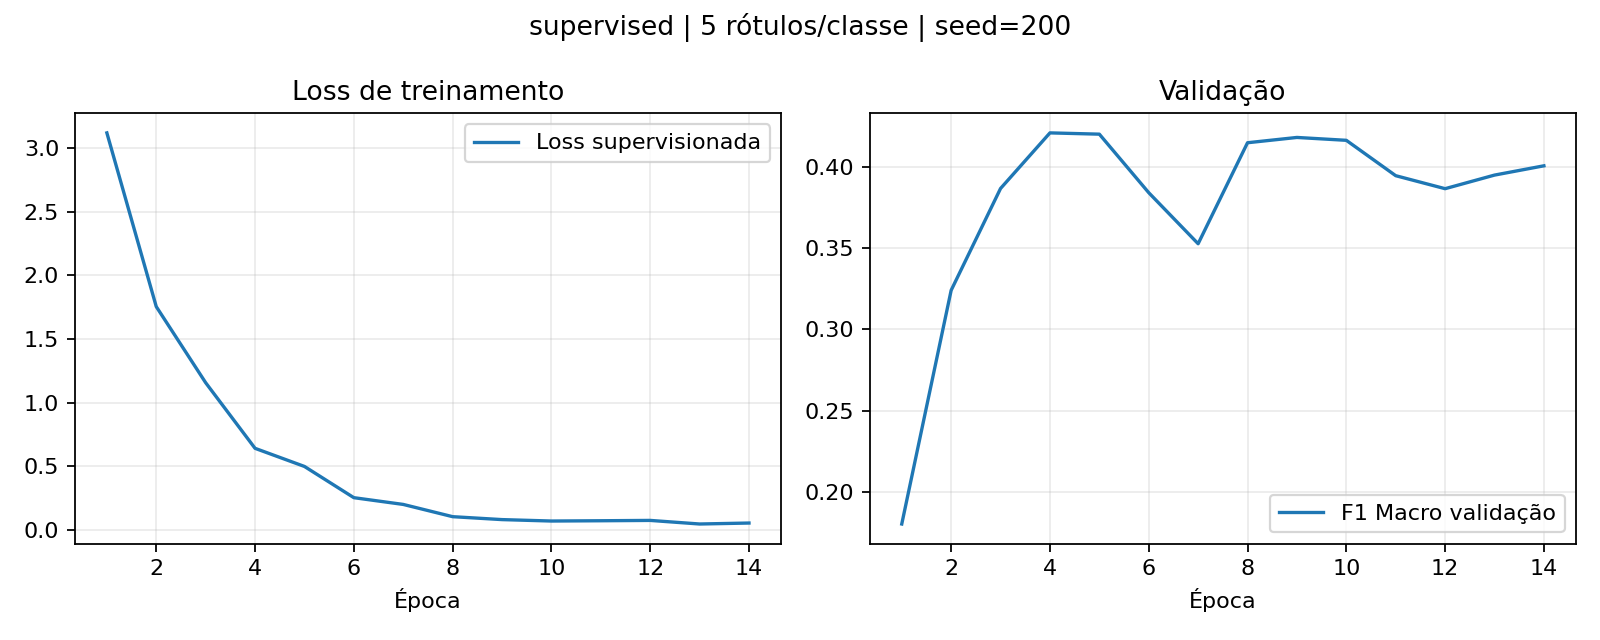 supervised | 5 rótulos/classe | seed=200
Loss de treinamento
Loss supervisionada
3.0
2.5
2.0
1.5
1.0
0.5
0.0
2 4 6 8 10 12 14
Época
Validação
0.40
0.35
0.30
0.25
0.20
F1 Macro validação
2 4 6 8 10 12 14
Época